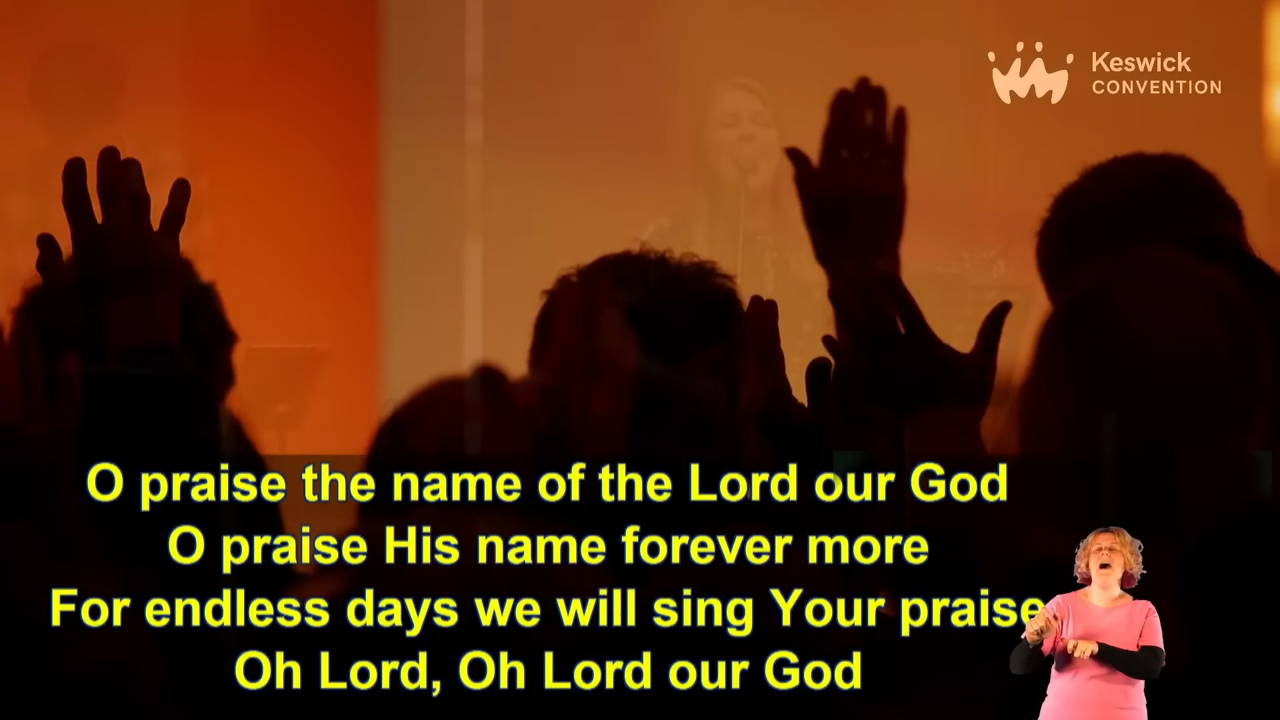 Keswick
CONVENTION
O praise the name of the Lord our God
O praise His name forever more
For endless days we will sing Your praise
Oh Lord, Oh Lord our God